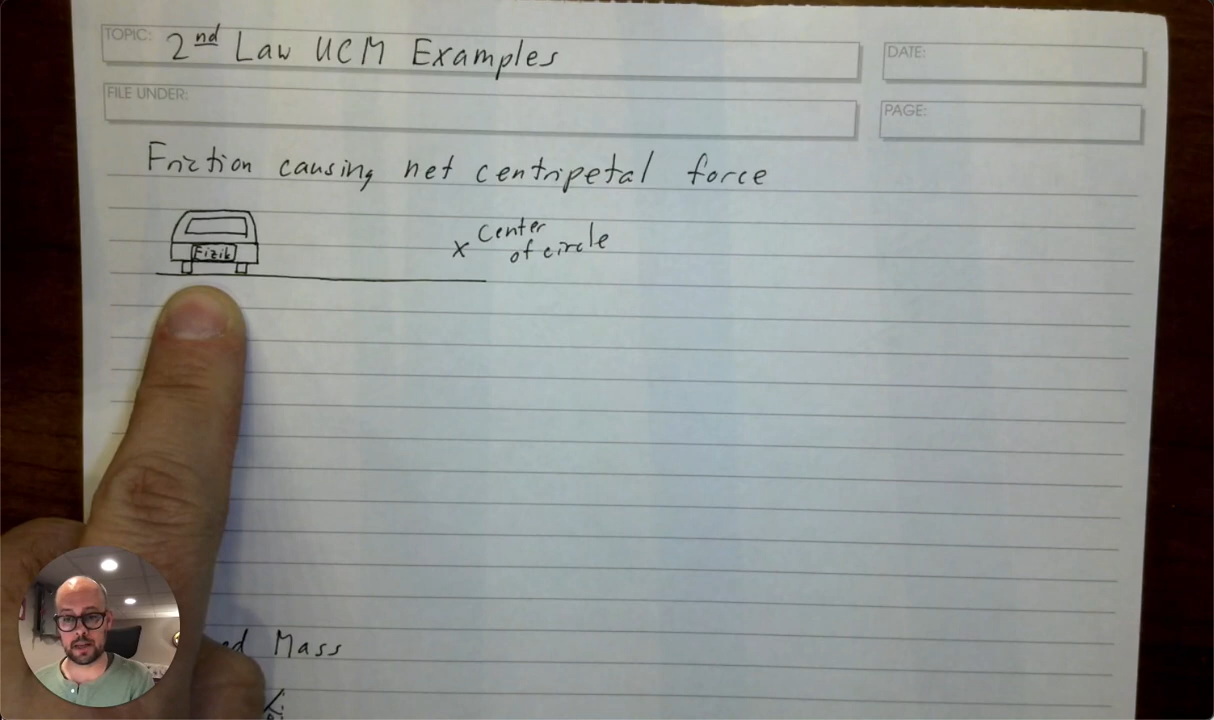 TOPIC: 2nd Law UCM Examples
DATE:
FILE UNDER:
PAGE:
Friction causing net centripetal force
Fizik
x center
of circle
Mass